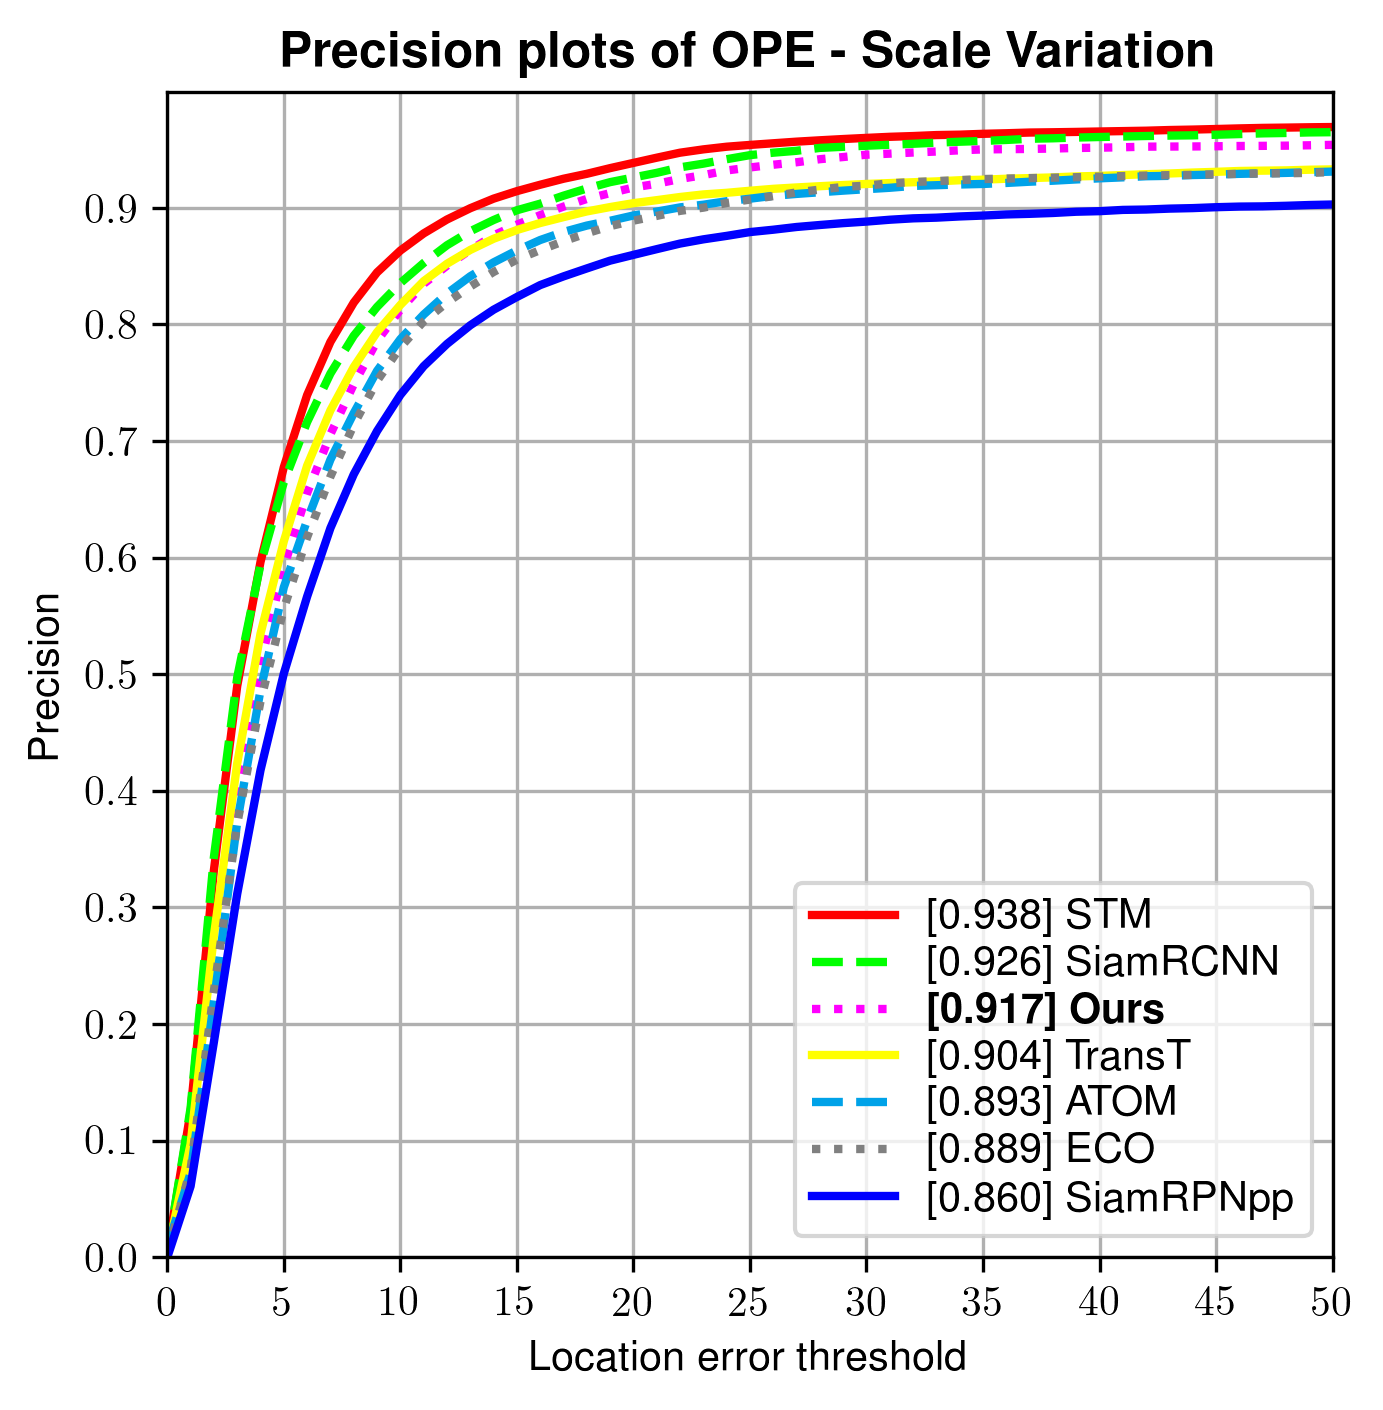 Precision plots of OPE - Scale Variation
Precision
0.9
0.8
0.7
0.6
0.5
0.4
0.3
0.2
0.1
0.0
[0.938] STM
[0.926] SiamRCNN
[0.917] Ours
[0.904] TransT
[0.893] ATOM
[0.889] ECO
[0.860] SiamRPNpp
0 5 10 15 20 25 30 35 40 45 50
Location error threshold